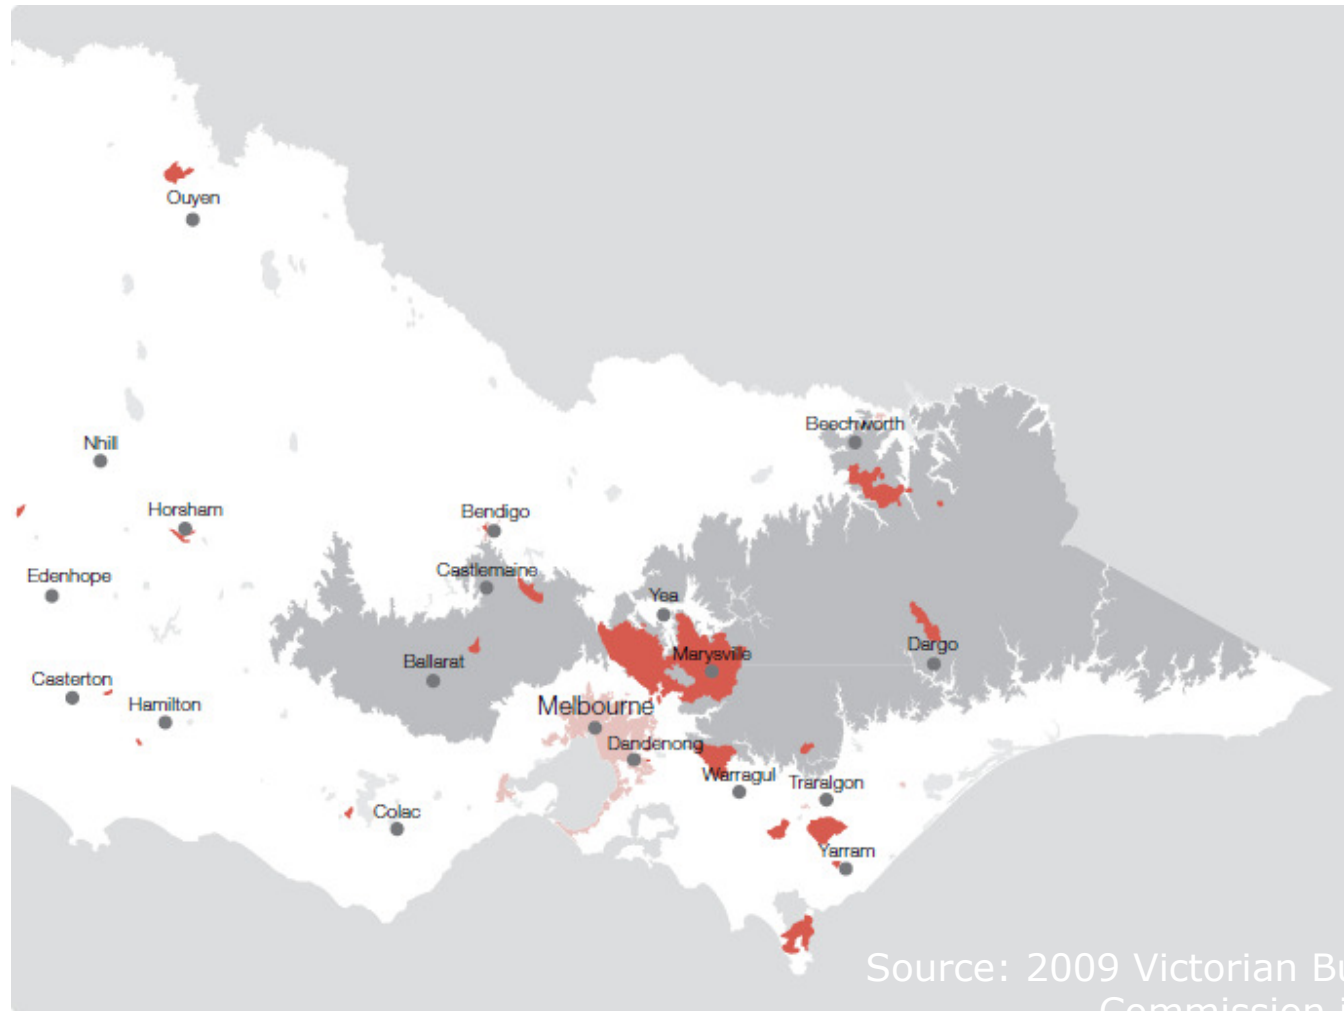 Ouyen
Beechworth
Nhill
Horsham
Bendigo
Edenhope
Castlemaine
Yea
Dargo
Marysville
Ballarat
Casterton
Hamilton
Melbourne
Dandenong
Warragul
Traralgon
Colac
Yarram
Source: 2009 Victorian
Commission